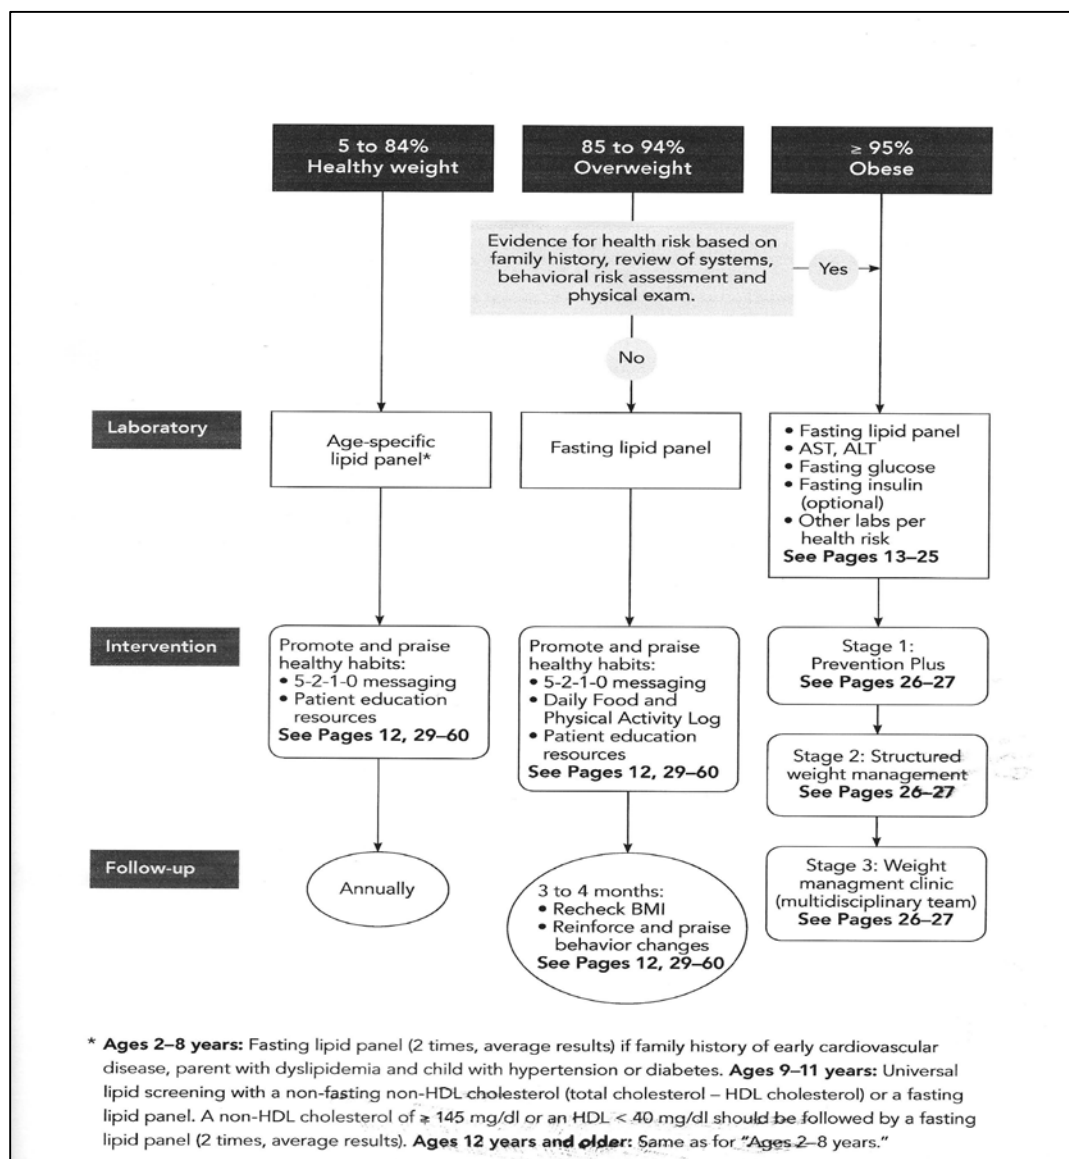 5 to 84%
Healthy weight
85 to 94%
Overweight
≥ 95%
Obese
Evidence for health risk based on
family history, review of systems,
behavioral risk assessment and
physical exam.
Yes
No
Laboratory
Age-specific
lipid panel*
Fasting lipid panel
• Fasting lipid panel
• AST, ALT
• Fasting glucose
• Fasting insulin
(optional)
• Other labs per
health risk
See Pages 13–25
Intervention
Promote and praise
healthy habits:
• 5-2-1-0 messaging
• Patient education
resources
See Pages 12, 29–60
Promote and praise
healthy habits:
• 5-2-1-0 messaging
• Daily Food and
Physical Activity Log
• Patient education
resources
See Pages 12, 29–60
Stage 1:
Prevention Plus
See Pages 26–27
Stage 2: Structured
weight management
See Pages 26–27
Follow-up
Annually
3 to 4 months:
• Recheck BMI
• Reinforce and praise
behavior changes
See Pages 12, 29–60
Stage 3: Weight
managment clinic
(multidisciplinary team)
See Pages 26–27
* Ages 2–8 years: Fasting lipid panel (2 times, average results) if family history of early cardiovascular
disease, parent with dyslipidemia and child with hypertension or diabetes. Ages 9–11 years: Universal
lipid screening with a non-fasting non-HDL cholesterol (total cholesterol – HDL cholesterol) or a fasting
lipid panel. A non-HDL cholesterol of ≥ 145 mg/dl or an HDL < 40 mg/dl should be followed by a fasting
lipid panel (2 times, average results). Ages 12 years and older: Same as for "Ages 2–8 years."